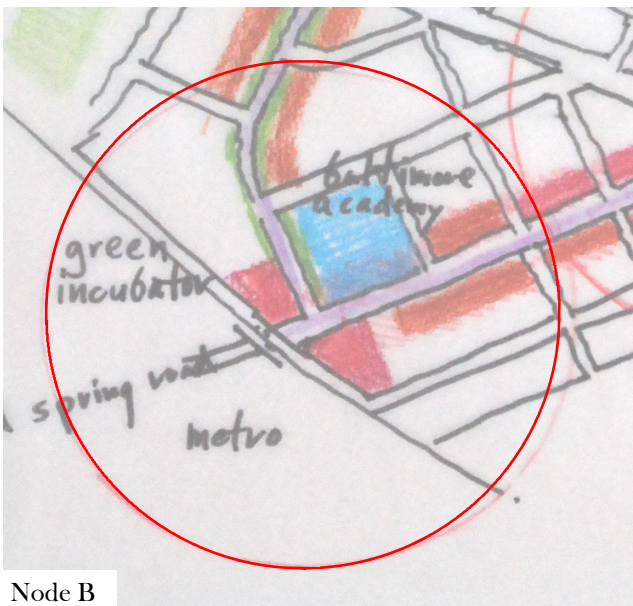 baltimore
academy
green
incubator
spring road
metro
Node B